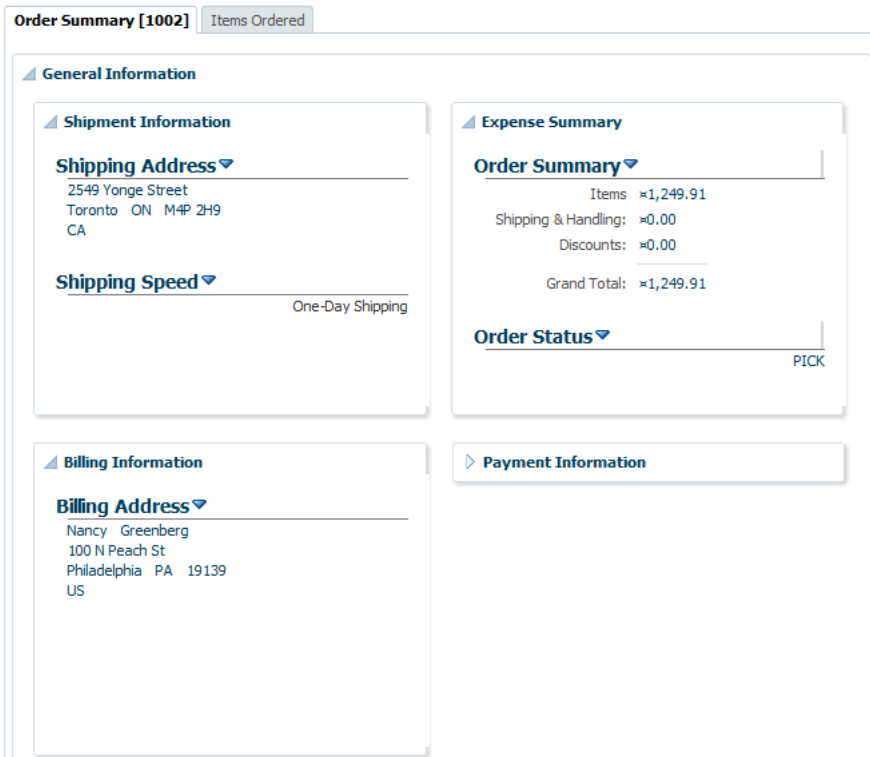 Order Summary [1002] Items Ordered
General Information
Shipment Information
Shipping Address
2549 Yonge Street
Toronto ON M4P 2H9
CA
Shipping Speed
One-Day Shipping
Expense Summary
Order Summary
Items ¤1,249.91
Shipping & Handling: ¤0.00
Discounts: ¤0.00
Grand Total: ¤1,249.91
Order Status
PICK
Billing Information
Billing Address
Nancy Greenberg
100 N Peach St
Philadelphia PA 19139
US
Payment Information